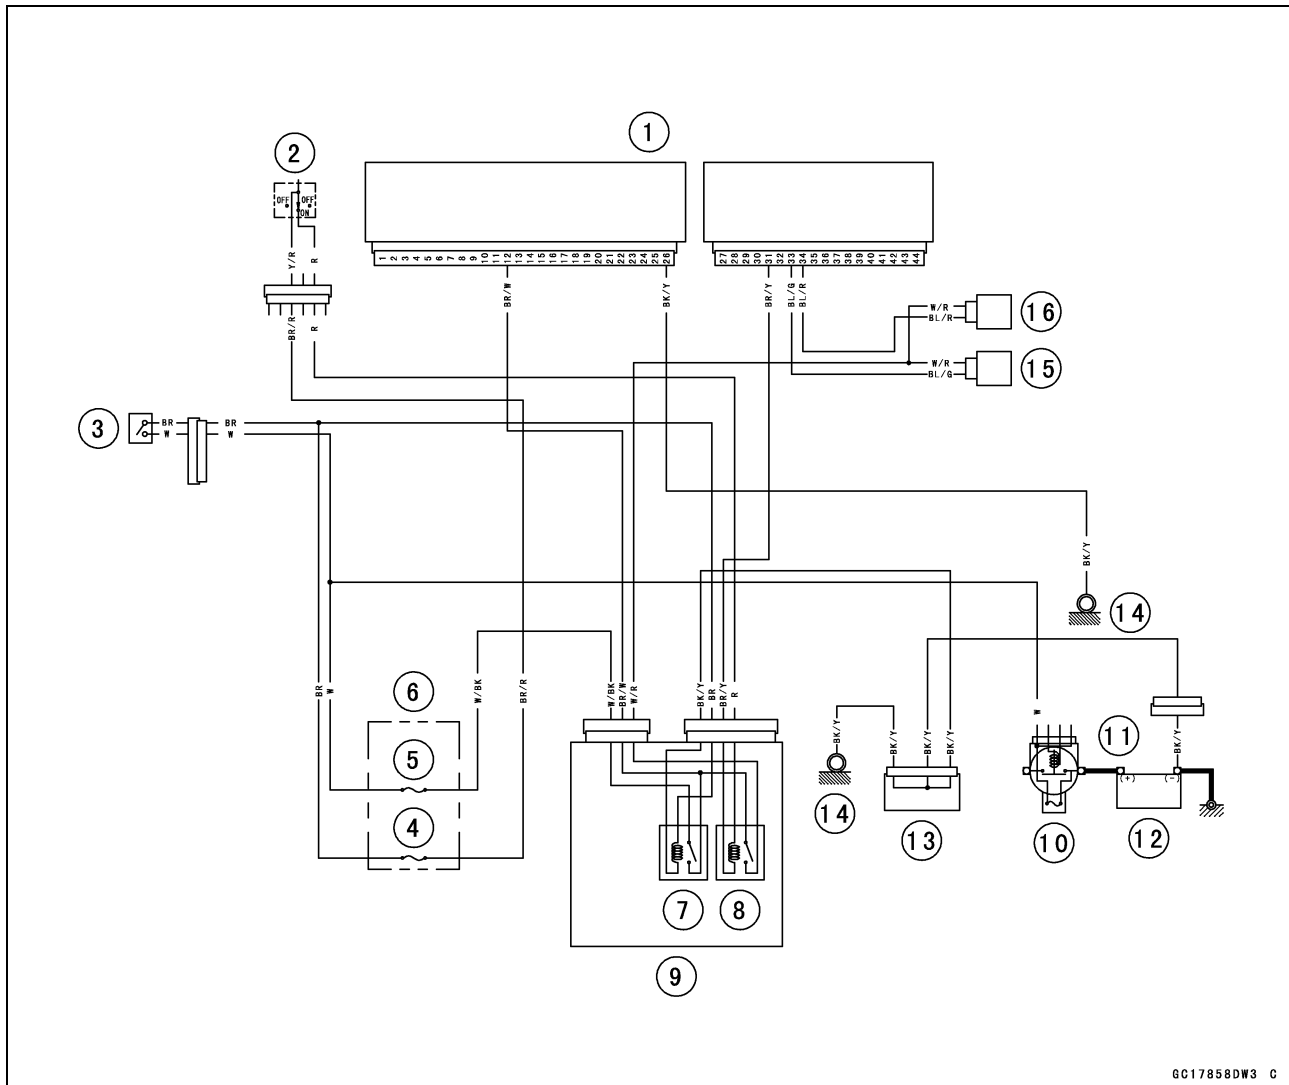 1
2
OFF OFF
ON
Y/R R
1 2 3 4 5 6 7 8 9 10 11 12 13 14 15 16 17 18 19 20 21 22 23 24 25 26
27 28 29 30 31 32 33 34 35 36 37 38 39 40 41 42 43 44
BR/W
BK/Y
BR/Y
BL/G
BL/R
W/R
BL/R
16
BR/R R
W/R
BL/G
15
3
BR BR
W W
BK/Y
14
BR W
6
W/BK
BR/R
W/BK BR/W W/R
BK/Y BR BR/Y R
W
11
BK/Y
BK/Y BK/Y BK/Y BK/Y
5
(+) (-)
4
14
13
10
12
7
8
9
GC17858DW3 C